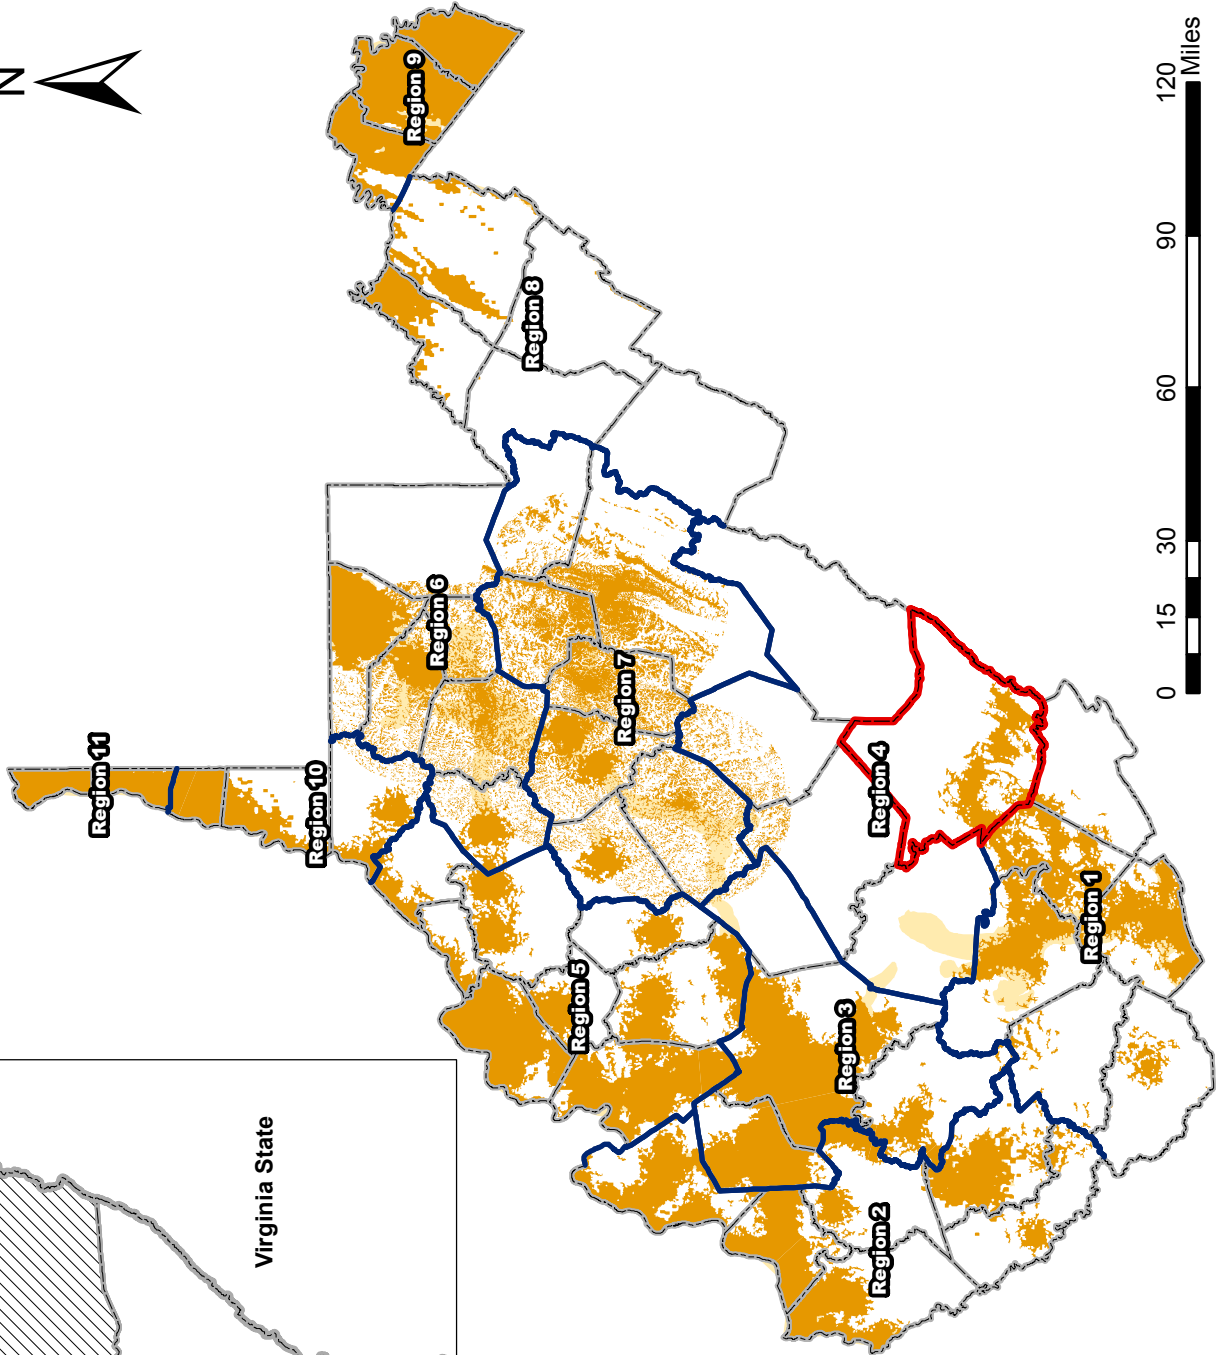 N
Region 9
Region 8
Region 6
Region 7
Region 11
Region 10
Region 4
Region 5
Region 3
Region 1
Region 2
Virginia State
0 15 30 60 90 120
Miles